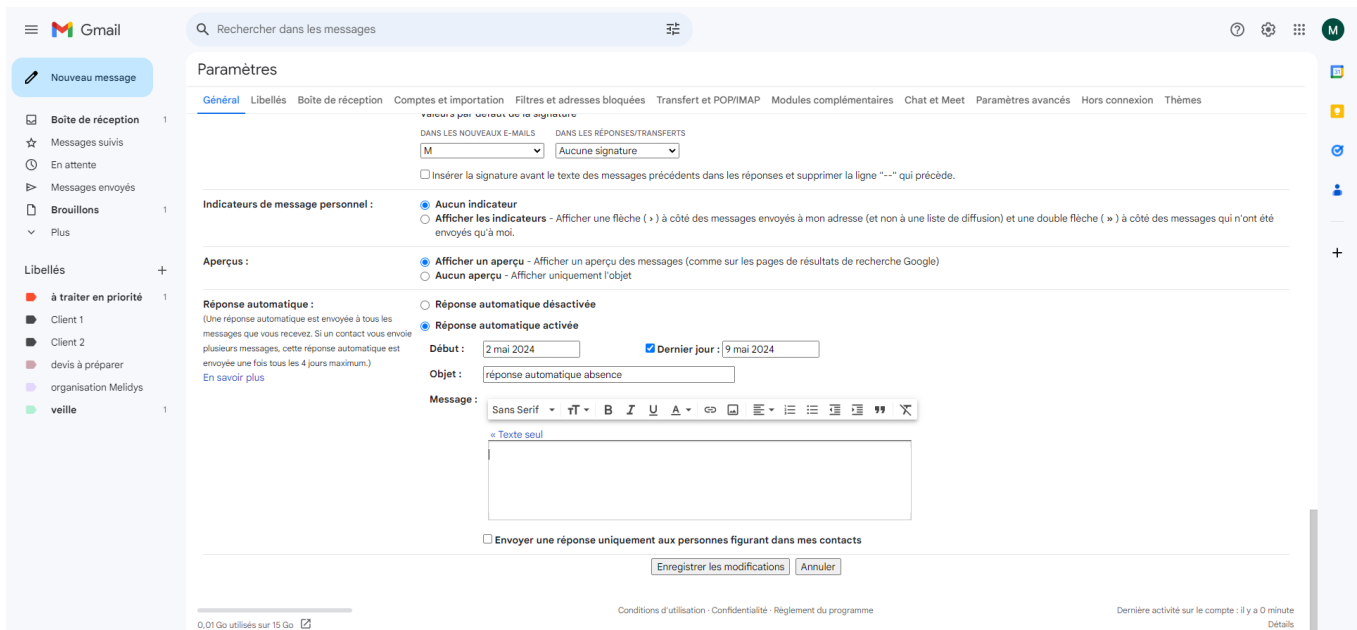 Gmail
Rechercher dans les messages
M
Nouveau message
Boîte de réception 1
Messages suivis
En attente
Messages envoyés
Brouillons 1
Plus
Libellés
à traiter en priorité 1
Client 1
Client 2
devis à préparer
organisation Melidys
veille 1
Paramètres
Général Libellés Boîte de réception Comptes et importation Filtres et adresses bloquées Transfert et POP/IMAP Modules complémentaires Chat et Meet Paramètres avancés Hors connexion Thèmes
Valeurs par défaut de la signature
DANS LES NOUVEAUX E-MAILS DANS LES RÉPONSES/TRANSFERTS
M Aucune signature
Insérer la signature avant le texte des messages précédents dans les réponses et supprimer la ligne "--" qui précède.
Indicateurs de message personnel :
Aucun indicateur
Afficher les indicateurs - Afficher une flèche ( › ) à côté des messages envoyés à mon adresse (et non à une liste de diffusion) et une double flèche ( » ) à côté des messages qui n'ont été
envoyés qu'à moi.
Aperçus :
Afficher un aperçu - Afficher un aperçu des messages (comme sur les pages de résultats de recherche Google)
Aucun aperçu - Afficher uniquement l'objet
Réponse automatique :
(Une réponse automatique est envoyée à tous les
messages que vous recevez. Si un contact vous envoie
plusieurs messages, cette réponse automatique est
envoyée une fois tous les 4 jours maximum.)
En savoir plus
Réponse automatique désactivée
Réponse automatique activée
Début : 2 mai 2024 Dernier jour : 9 mai 2024
Objet : réponse automatique absence
Message :
Sans Serif
« Texte seul
Envoyer une réponse uniquement aux personnes figurant dans mes contacts
Enregistrer les modifications Annuler
0,01 Go utilisés sur 15 Go
Conditions d'utilisation · Confidentialité · Règlement du programme
Dernière activité sur le compte : il y a 0 minute
Détails
31